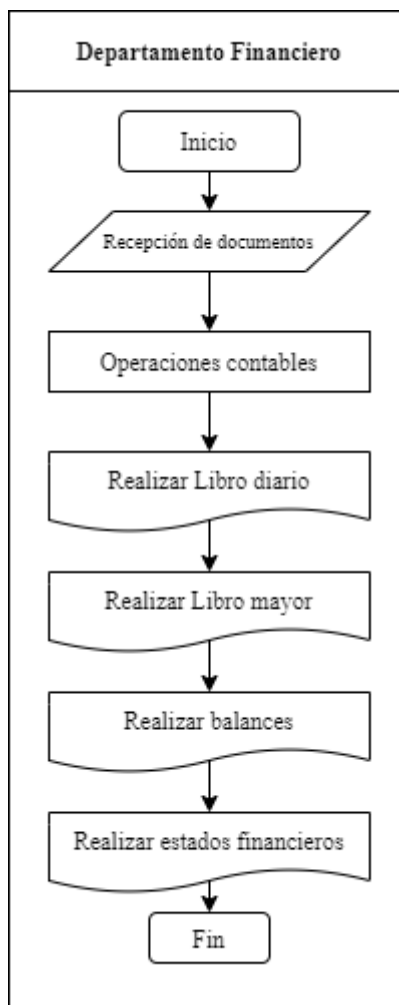 Departamento Financiero
Inicio
Recepción de documentos
Operaciones contables
Realizar Libro diario
Realizar Libro mayor
Realizar balances
Realizar estados financieros
Fin